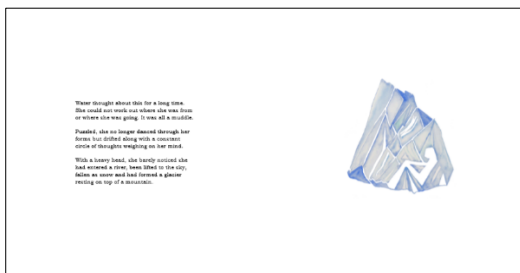 Water thought about this for a long time.
She could not work out where she was from
or where she was going. It was all a muddle.
Puzzled, she no longer danced through her
forms but drifted along with a constant
circle of thoughts weighing on her mind.
With a heavy head, she barely noticed she
had entered a river, been lifted to the sky,
fallen as snow and had formed a glacier
resting on top of a mountain.